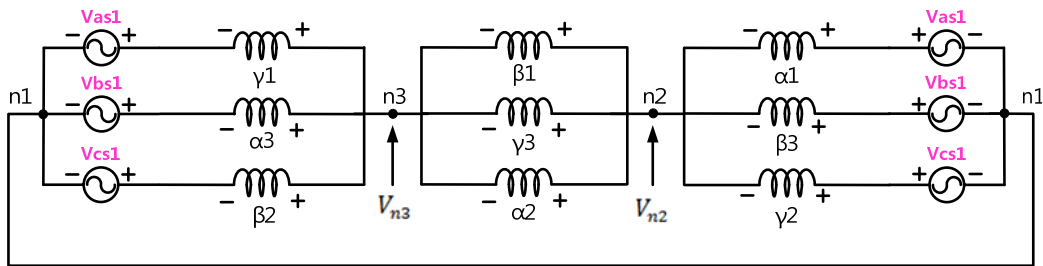 Vas1
Vas1
− + − + − + − + + −
γ1
β1
α1
n1
Vbs1
n3
n2
Vbs1
n1
− + − + − + − + + −
α3
γ3
β3
Vcs1
Vcs1
− + − + − + − + + −
β2
α2
γ2
Vn3
Vn2